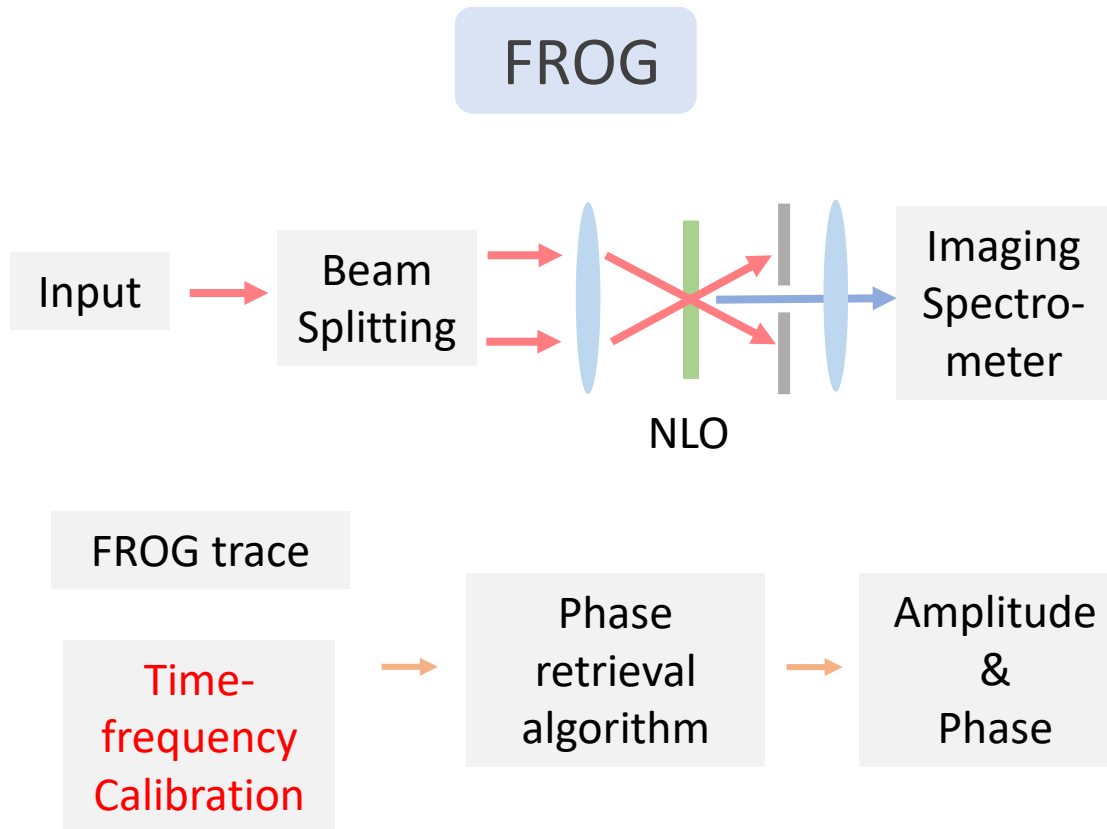 FROG
Input
Beam
Splitting
NLO
Imaging
Spectro-
meter
FROG trace
Time-
frequency
Calibration
Phase
retrieval
algorithm
Amplitude
&
Phase